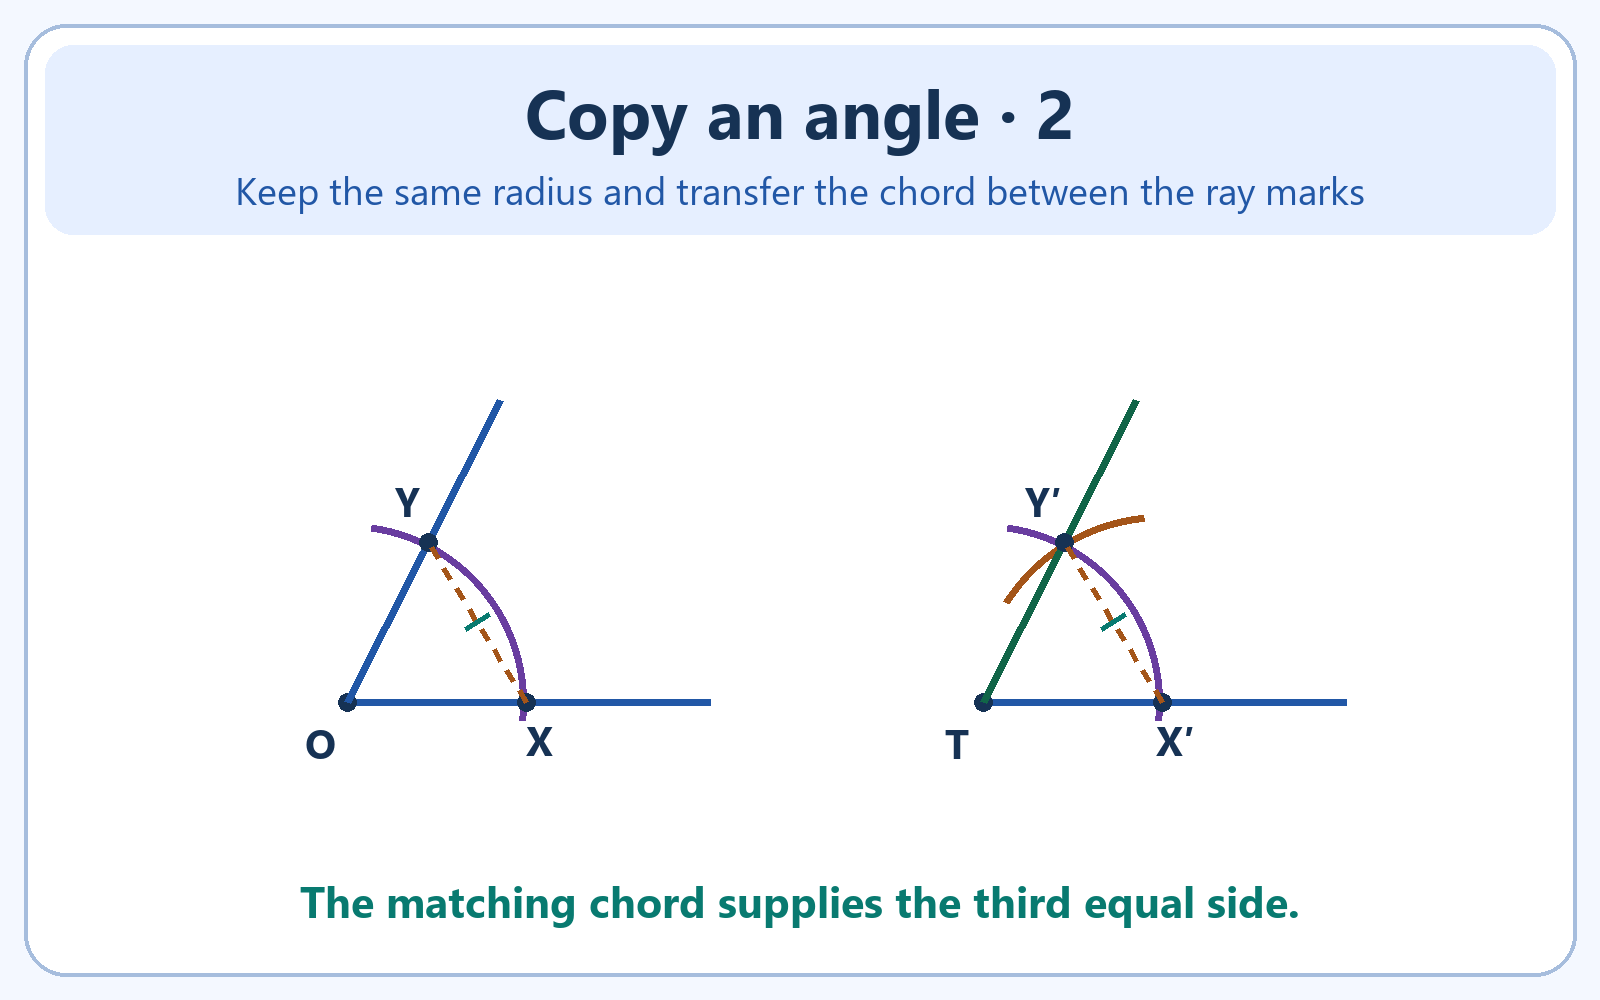 Copy an angle · 2
Keep the same radius and transfer the chord between the ray marks
Y
Y′
O
X
T
X′
The matching chord supplies the third equal side.